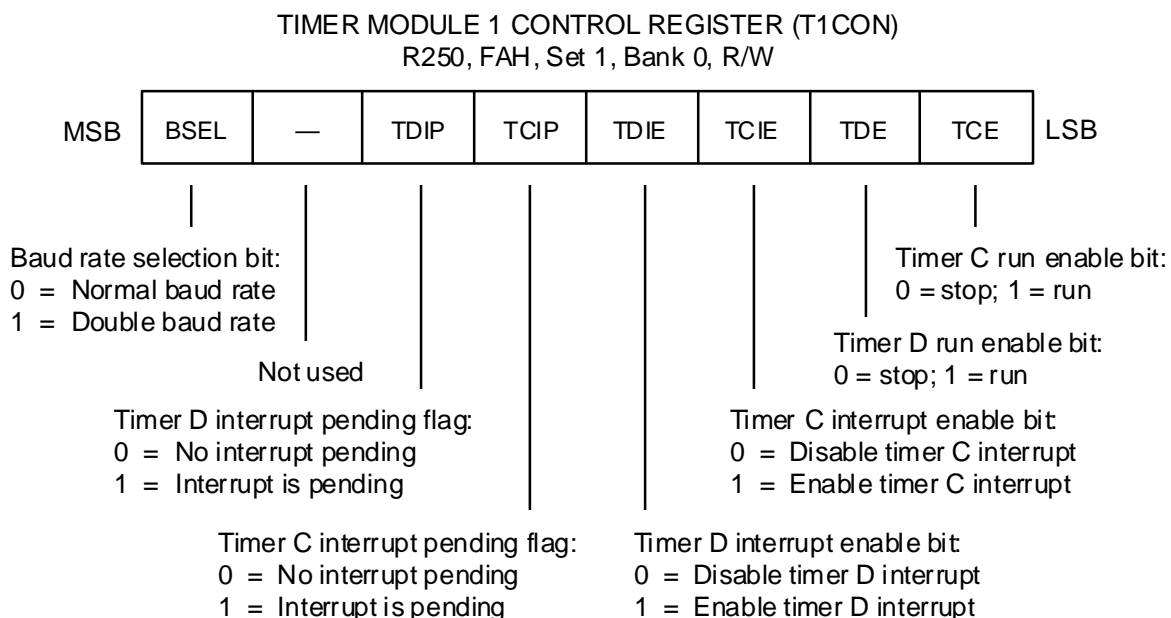 TIMER MODULE 1 CONTROL REGISTER (T1CON)
R250, FAH, Set 1, Bank 0, R/W
MSB BSEL — TDIP TCIP TDIE TCIE TDE TCE LSB
Baud rate selection bit:
0 = Normal baud rate
1 = Double baud rate
Timer C run enable bit:
0 = stop; 1 = run
Not used
Timer D run enable bit:
0 = stop; 1 = run
Timer D interrupt pending flag:
0 = No interrupt pending
1 = Interrupt is pending
Timer C interrupt enable bit:
0 = Disable timer C interrupt
1 = Enable timer C interrupt
Timer C interrupt pending flag:
0 = No interrupt pending
1 = Interrupt is pending
Timer D interrupt enable bit:
0 = Disable timer D interrupt
1 = Enable timer D interrupt